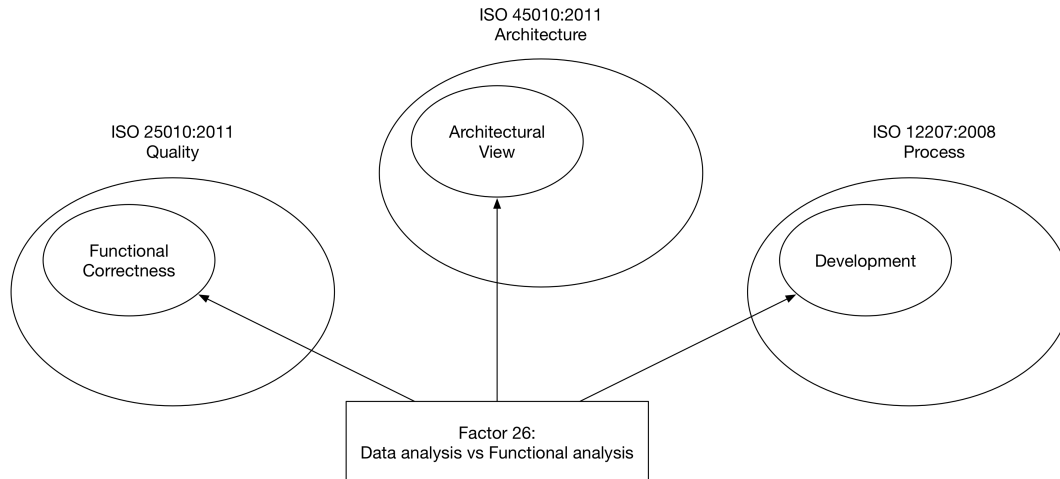 ISO 45010:2011
Architecture
Architectural
View
ISO 25010:2011
Quality
Functional
Correctness
ISO 12207:2008
Process
Development
Factor 26:
Data analysis vs Functional analysis